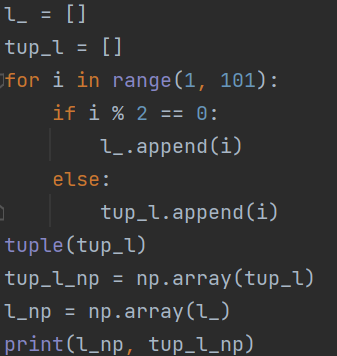 l_ = []
tup_l = []
for i in range(1, 101):
    if i % 2 == 0:
        l_.append(i)
    else:
        tup_l.append(i)
tuple(tup_l)
tup_l_np = np.array(tup_l)
l_np = np.array(l_)
print(l_np, tup_l_np)